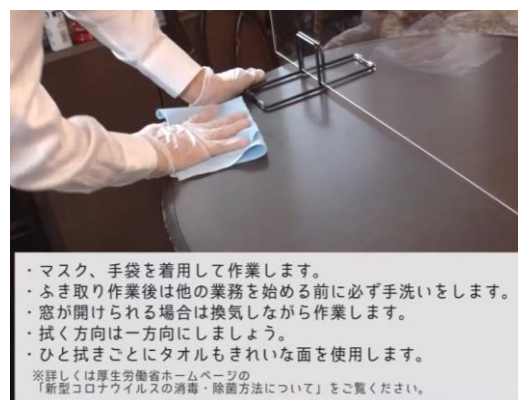 ・マスク、手袋を着用して作業します。
・ふき取り作業後は他の業務を始める前に必ず手洗いをします。
・窓が開けられる場合は換気しながら作業します。
・拭く方向は一方向にしましょう。
・ひと拭きごとにタオルもきれいな面を使用します。
※詳しくは厚生労働省ホームページの
「新型コロナウイルスの消毒・除菌方法について」をご覧ください。